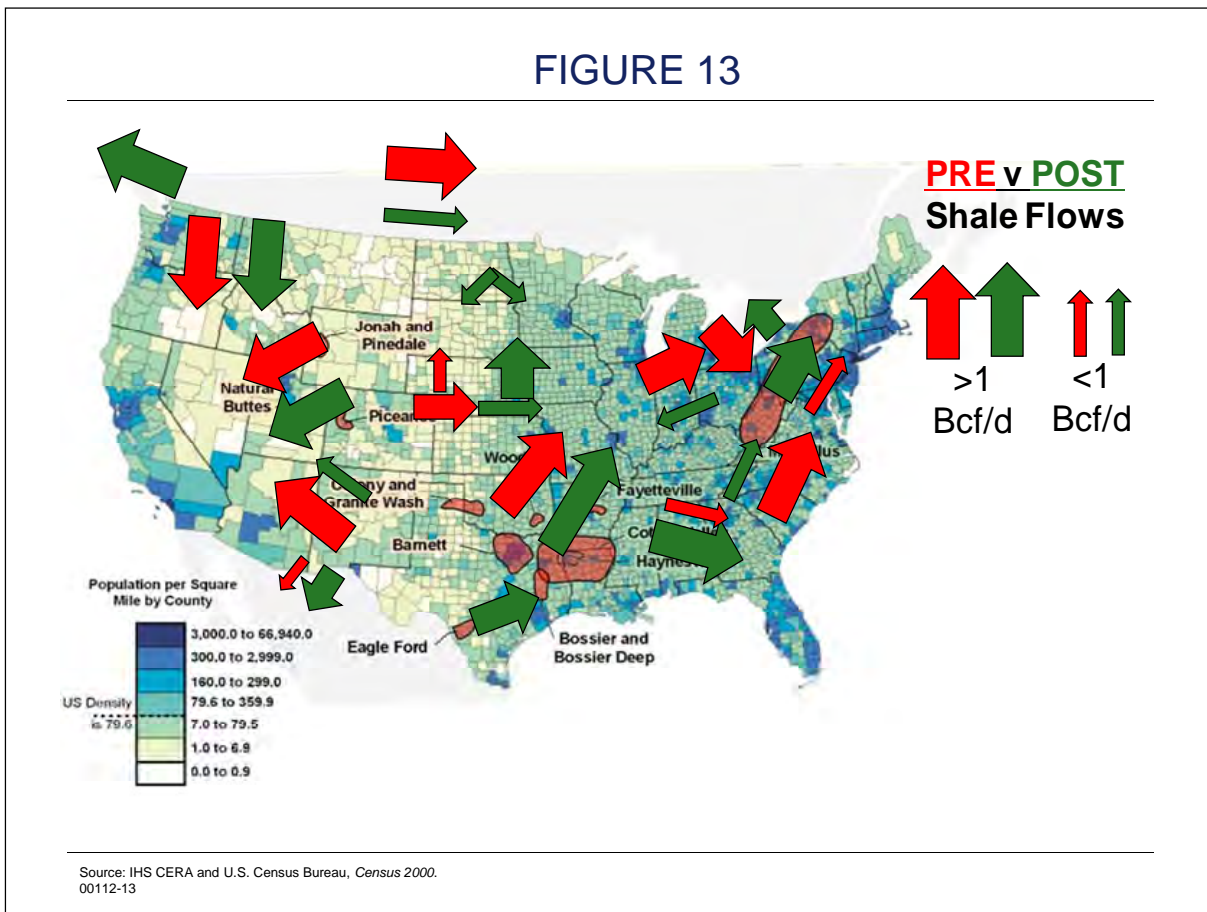 FIGURE 13
PRE v POST
Shale Flows
>1
Bcf/d
<1
Bcf/d
Jonah and
Pinedale
Natural
Buttes
Wood
Fayetteville
Granite Wash
Barnett
Eagle Ford
Bossier and
Bossier Deep
Population per Square
Mile by County
3,000.0 to 66,940.0
300.0 to 2,999.0
160.0 to 299.0
US Density
79.6 to 359.9
is 79.6
7.0 to 79.5
1.0 to 6.9
0.0 to 0.9
Source: IHS CERA and U.S. Census Bureau, Census 2000.
00112-13